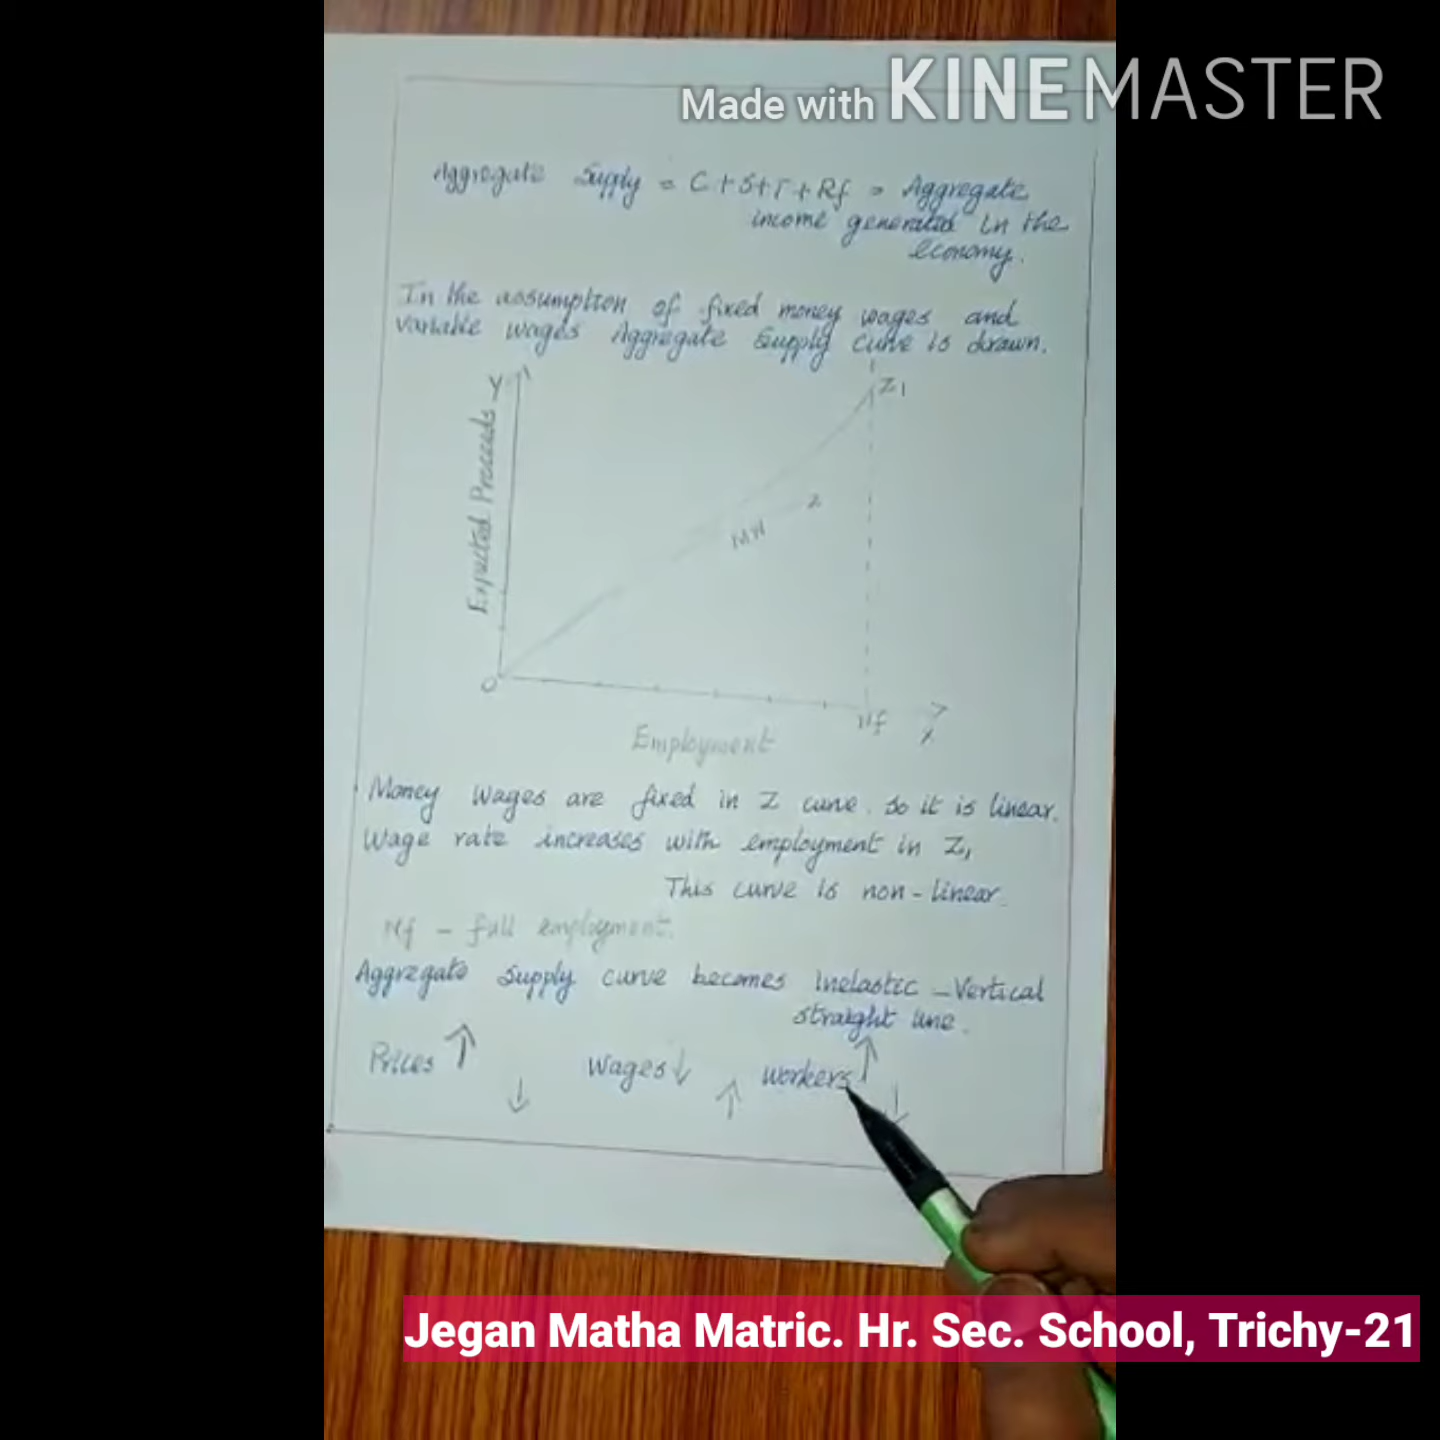 Made with KINEMASTER
Aggregate Supply = C + S + T + Rf = Aggregate
income generated in the
economy.
In the assumption of fixed money wages and
variable wages Aggregate Supply curve is drawn.
Y
Z1
Expected Proceeds
Z
O
Nf
X
Employment
Money wages are fixed in Z curve. So it is linear.
Wage rate increases with employment in Z1
This curve is non-linear.
Nf - full employment.
Aggregate Supply curve becomes Inelastic - Vertical
straight line.
Prices ↑ Wages ↓ Workers ↑
↓ ↑ ↓
Jegan Matha Matric. Hr. Sec. School, Trichy-21